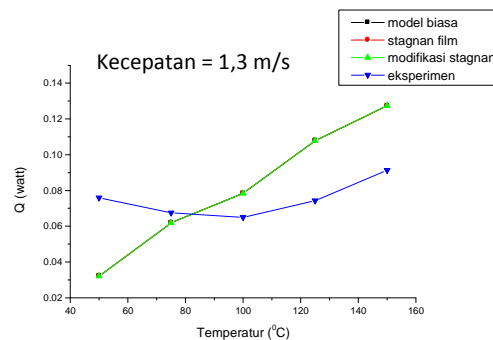 model biasa
stagnan film
modifikasi stagnan
eksperimen
Kecepatan = 1,3 m/s
0.14
0.12
0.10
0.08
0.06
0.04
0.02
Q (watt)
40 60 80 100 120 140 160
Temperatur (⁰C)